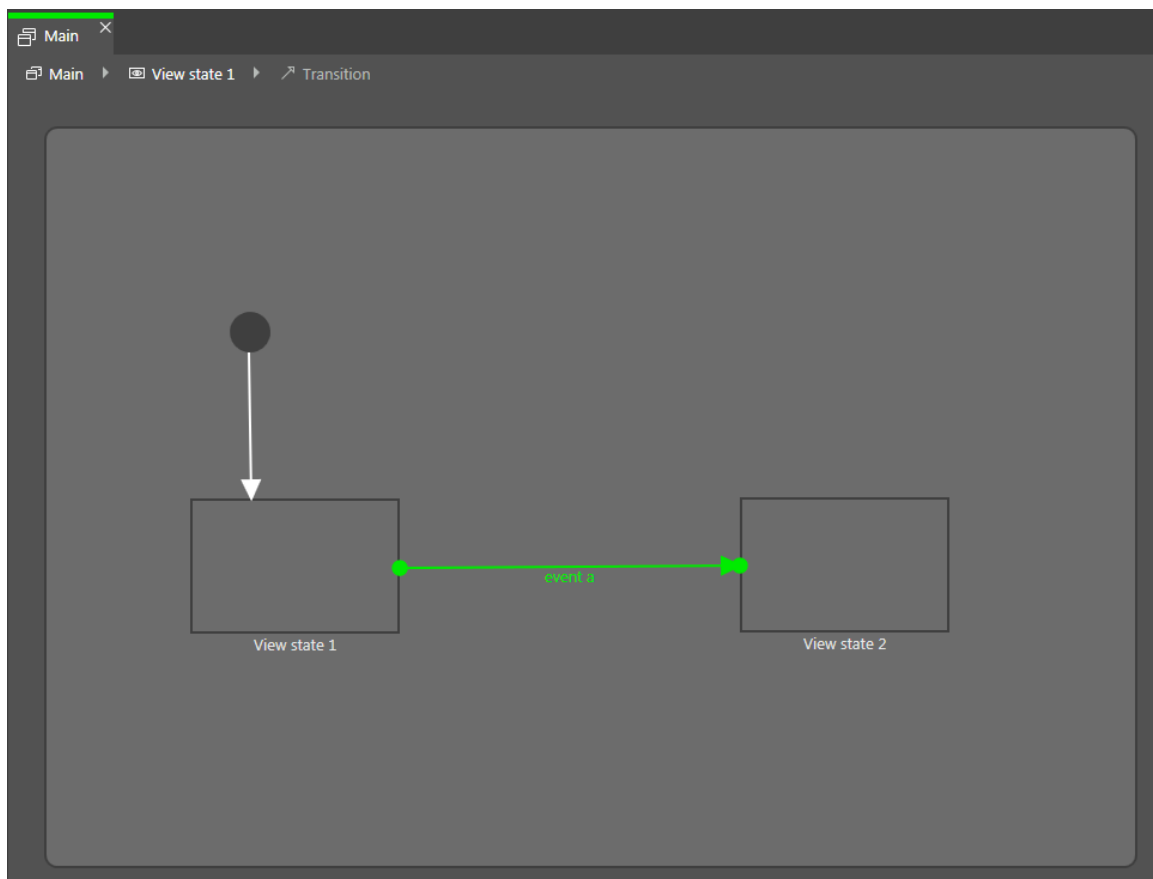 Main
Main View state 1 Transition
event a
View state 1
View state 2